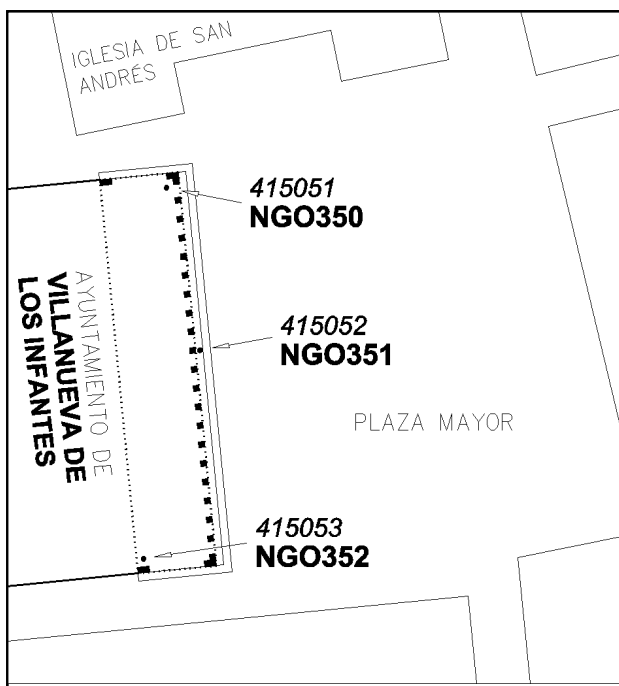 IGLESIA DE SAN
ANDRÉS
415051
NGO350
AYUNTAMIENTO DE
VILLANUEVA DE
LOS INFANTES
415052
NGO351
PLAZA MAYOR
415053
NGO352